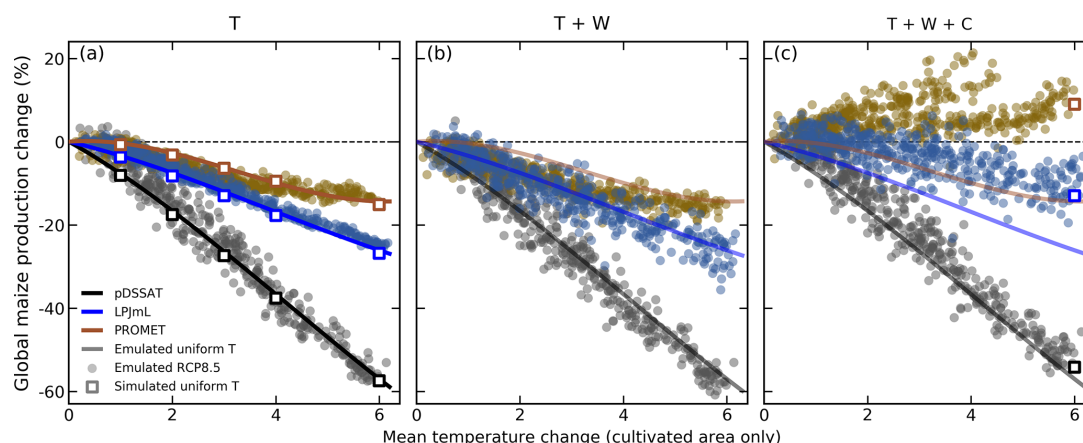 T
T + W
T + W + C
Global maize production change (%)
(a)
(b)
(c)
20
0
-20
-40
-60
pDSSAT
LPJmL
PROMET
Emulated uniform T
Emulated RCP8.5
Simulated uniform T
0 2 4 6
0 2 4 6
0 2 4 6
Mean temperature change (cultivated area only)